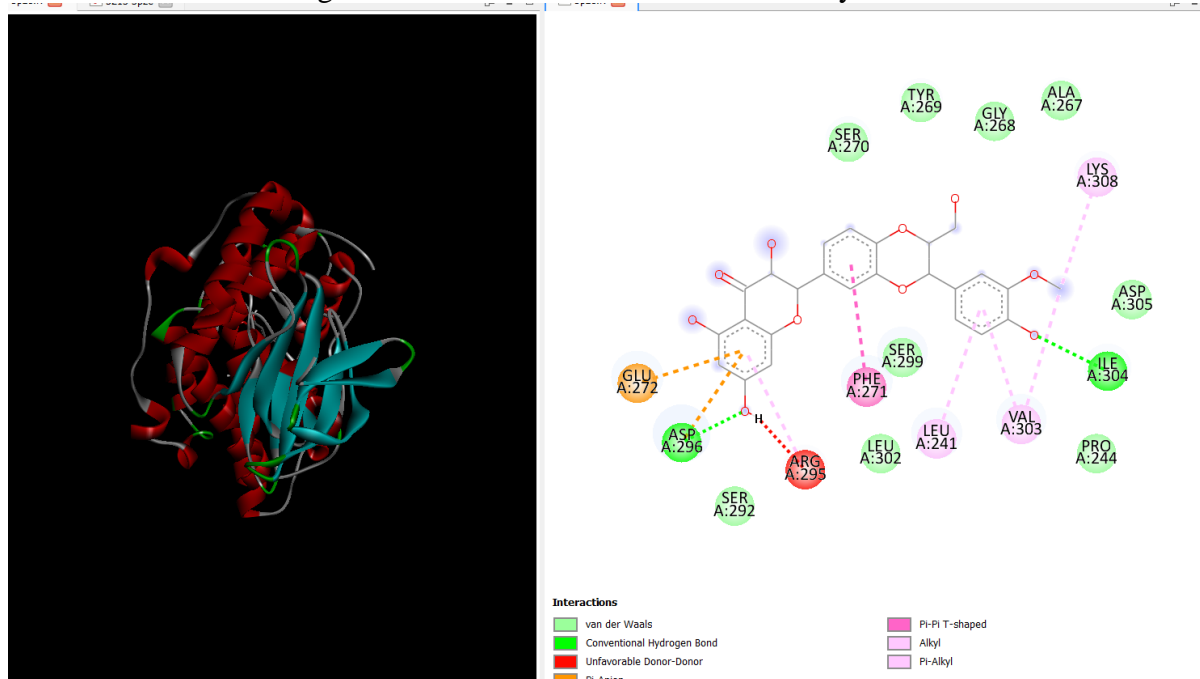 TYR
A:269
ALA
A:267
GLY
A:268
SER
A:270
LYS
A:308
O
O
O
O
O
O
O
O
O
O
ASP
A:305
SER
A:299
ILE
A:304
GLU
A:272
PHE
A:271
H
VAL
A:303
LEU
A:241
ASP
A:296
LEU
A:302
PRO
A:244
ARG
A:295
SER
A:292
Interactions
van der Waals
Conventional Hydrogen Bond
Unfavorable Donor-Donor
Pi-Anion
Pi-Pi T-shaped
Alkyl
Pi-Alkyl